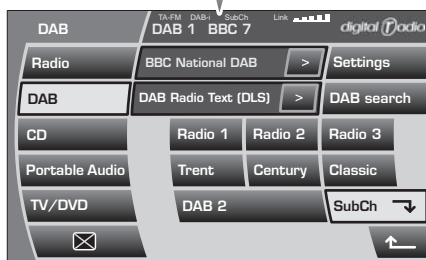 DAB
TA-FM DAB-i SubCh Link
DAB 1 BBC 7
digital radio
Radio
BBC National DAB >
Settings
DAB
DAB Radio Text (DLS) >
DAB search
CD
Radio 1 Radio 2 Radio 3
Portable Audio
Trent Century Classic
TV/DVD
DAB 2
SubCh